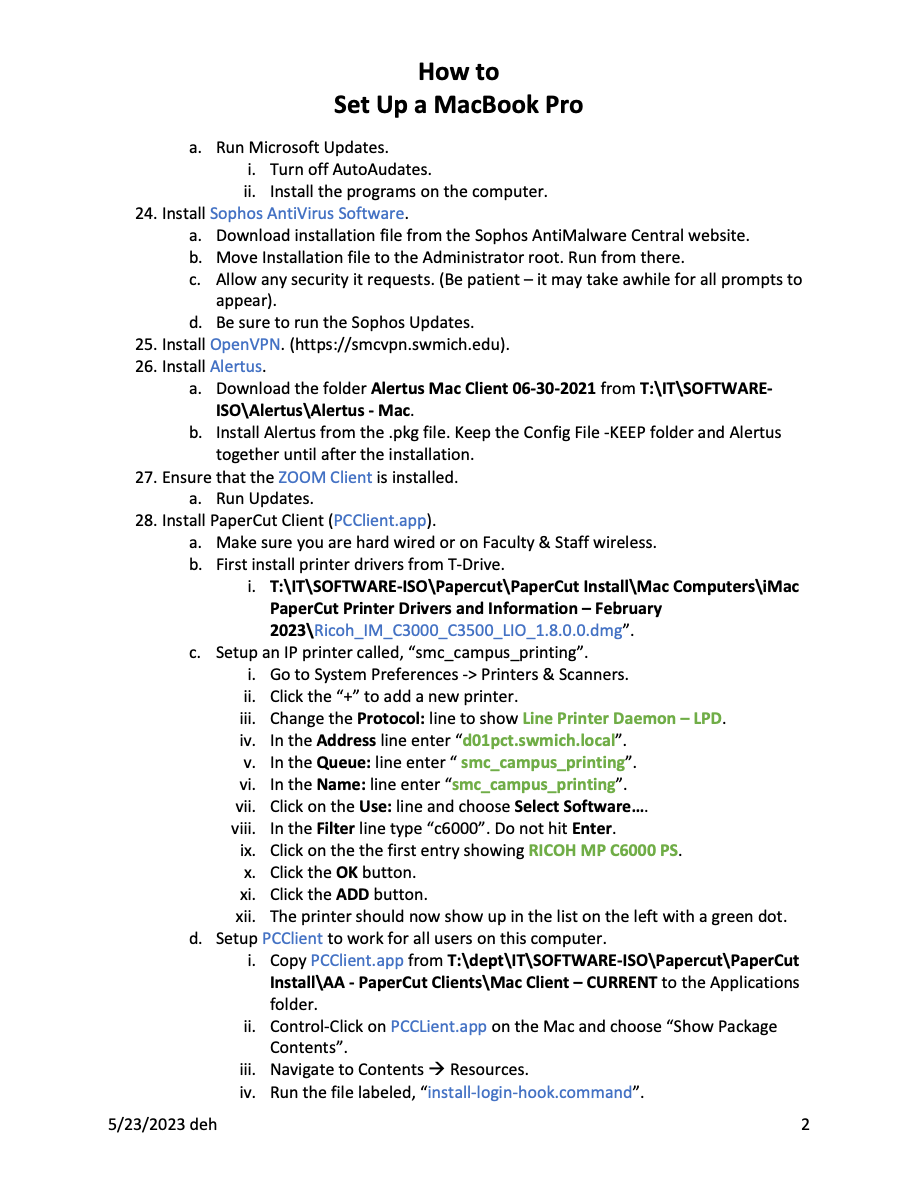 How to
Set Up a MacBook Pro
a. Run Microsoft Updates.
i. Turn off AutoAudates.
ii. Install the programs on the computer.
24. Install Sophos AntiVirus Software.
a. Download installation file from the Sophos AntiMalware Central website.
b. Move Installation file to the Administrator root. Run from there.
c. Allow any security it requests. (Be patient – it may take awhile for all prompts to
appear).
d. Be sure to run the Sophos Updates.
25. Install OpenVPN. (https://smcvpn.swmich.edu).
26. Install Alertus.
a. Download the folder Alertus Mac Client 06-30-2021 from T:\IT\SOFTWARE-
ISO\Alertus\Alertus - Mac.
b. Install Alertus from the .pkg file. Keep the Config File -KEEP folder and Alertus
together until after the installation.
27. Ensure that the ZOOM Client is installed.
a. Run Updates.
28. Install PaperCut Client (PCClient.app).
a. Make sure you are hard wired or on Faculty & Staff wireless.
b. First install printer drivers from T-Drive.
i. T:\IT\SOFTWARE-ISO\Papercut\PaperCut Install\Mac Computers\iMac
PaperCut Printer Drivers and Information – February
2023\Ricoh_IM_C3000_C3500_LIO_1.8.0.0.dmg”.
c. Setup an IP printer called, “smc_campus_printing”.
i. Go to System Preferences -> Printers & Scanners.
ii. Click the “+” to add a new printer.
iii. Change the Protocol: line to show Line Printer Daemon – LPD.
iv. In the Address line enter “d01pct.swmich.local”.
v. In the Queue: line enter “ smc_campus_printing”.
vi. In the Name: line enter “smc_campus_printing”.
vii. Click on the Use: line and choose Select Software….
viii. In the Filter line type “c6000”. Do not hit Enter.
ix. Click on the the first entry showing RICOH MP C6000 PS.
x. Click the OK button.
xi. Click the ADD button.
xii. The printer should now show up in the list on the left with a green dot.
d. Setup PCClient to work for all users on this computer.
i. Copy PCClient.app from T:\dept\IT\SOFTWARE-ISO\Papercut\PaperCut
Install\AA - PaperCut Clients\Mac Client – CURRENT to the Applications
folder.
ii. Control-Click on PCCLient.app on the Mac and choose “Show Package
Contents”.
iii. Navigate to Contents → Resources.
iv. Run the file labeled, “install-login-hook.command”.
5/23/2023 deh 2